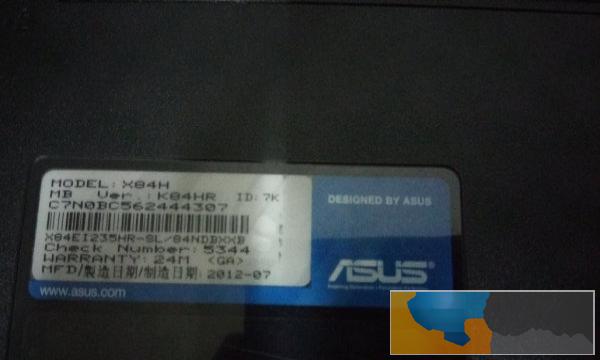 MODEL: X84H
MB Ver.: K84HR ID: 7K
C7N0BC562444307
X84EI235HR-SL/84NDBXXB
Check Number: 5344
WARRANTY: 24M <GA>
MFD/製造日期/制造日期: 2012-07
DESIGNED BY ASUS
ASUS
www.asus.com